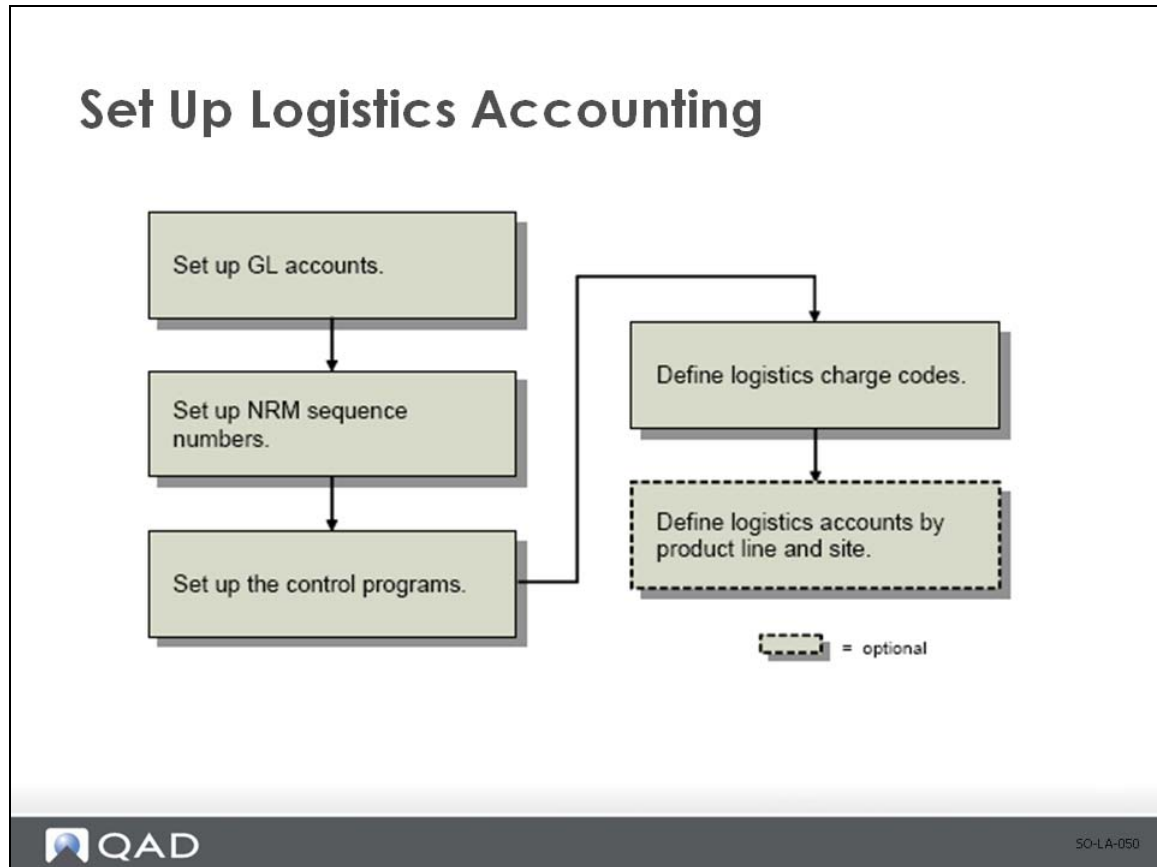 Set Up Logistics Accounting
Set up GL accounts.
Set up NRM sequence
numbers.
Set up the control programs.
Define logistics charge codes.
Define logistics accounts by
product line and site.
= optional
QAD
SO-LA-050